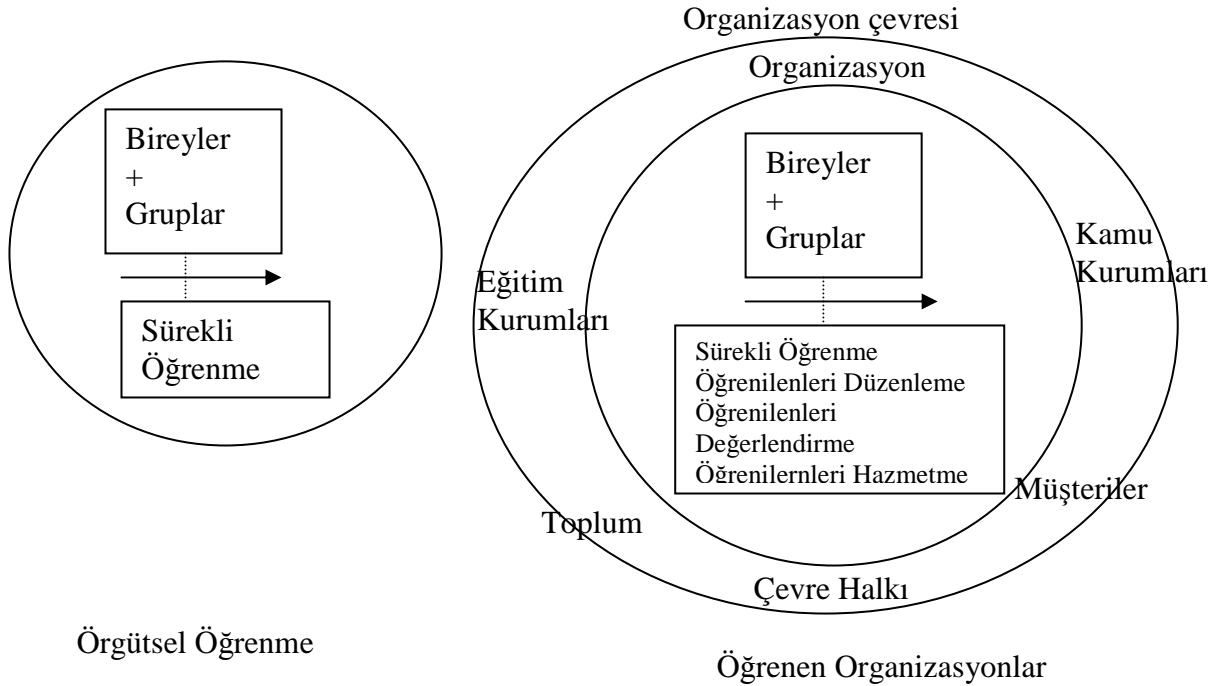 Bireyler
+
Gruplar
Sürekli
Öğrenme
Örgütsel Öğrenme
Organizasyon çevresi
Organizasyon
Bireyler
+
Gruplar
Kamu
Kurumları
Eğitim
Kurumları
Sürekli Öğrenme
Öğrenilenleri Düzenleme
Öğrenilenleri
Değerlendirme
Öğrenilernleri Hazmetme
Müşteriler
Toplum
Çevre Halkı
Öğrenen Organizasyonlar